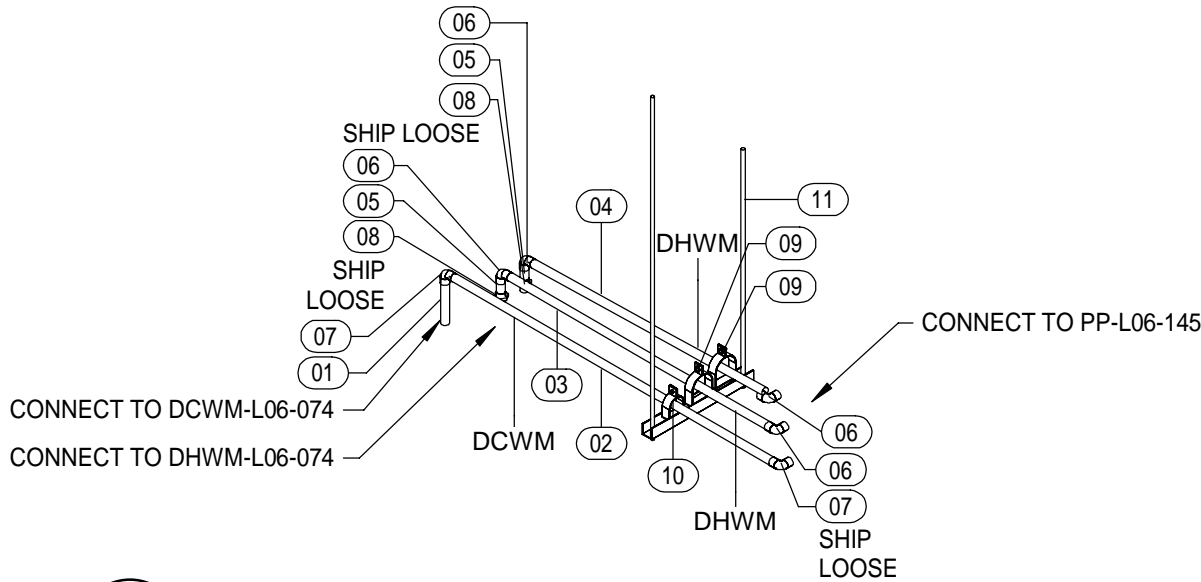 06
05
08
SHIP LOOSE
06
05
08
SHIP
LOOSE
07
01
CONNECT TO DCWM-L06-074
CONNECT TO DHWM-L06-074
04
DHWM
11
09
09
CONNECT TO PP-L06-145
03
DCWM
02
10
DHWM
06
06
07
SHIP
LOOSE